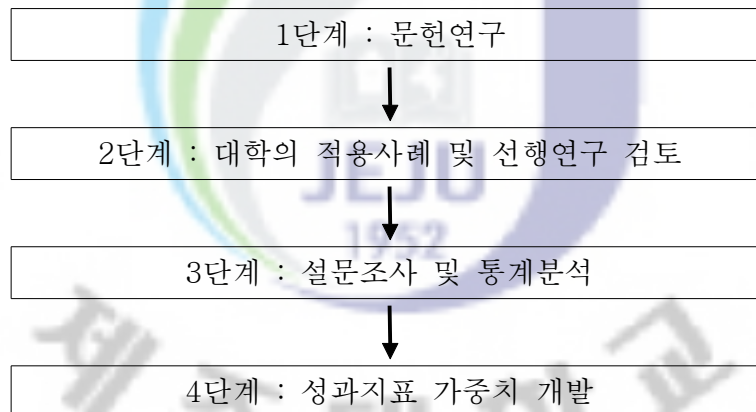 1단계 : 문헌연구
2단계 : 대학의 적용사례 및 선행연구 검토
JEJU
1952
3단계 : 설문조사 및 통계분석
4단계 : 성과지표 가중치 개발